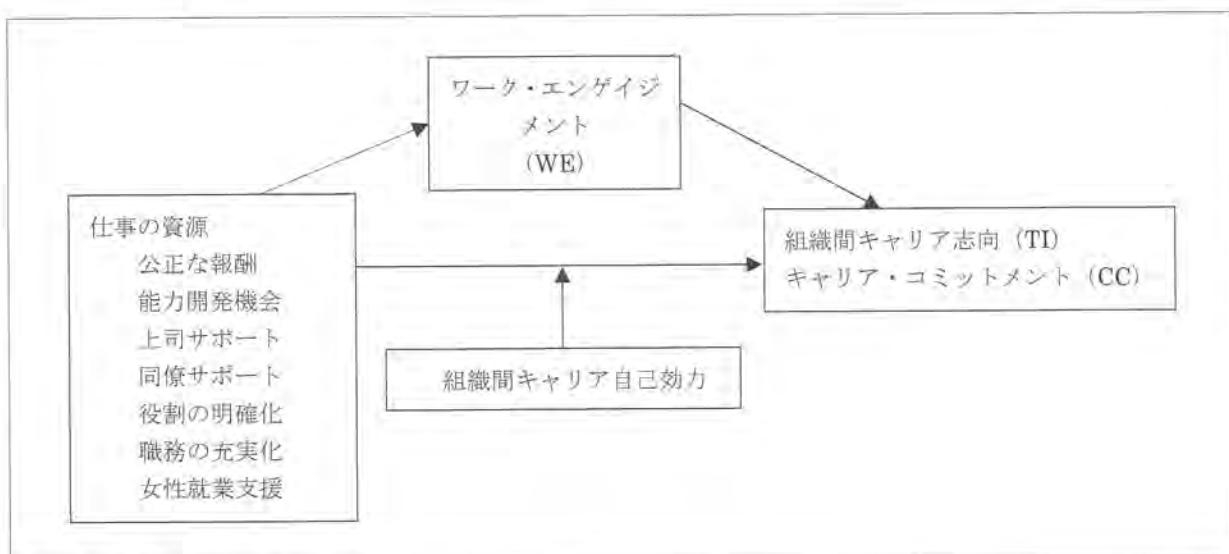 ワーク・エンゲイジ
メント
(WE)
仕事の資源
公正な報酬
能力開発機会
上司サポート
同僚サポート
役割の明確化
職務の充実化
女性就業支援
組織間キャリア志向（TI）
キャリア・コミットメント（CC）
組織間キャリア自己効力